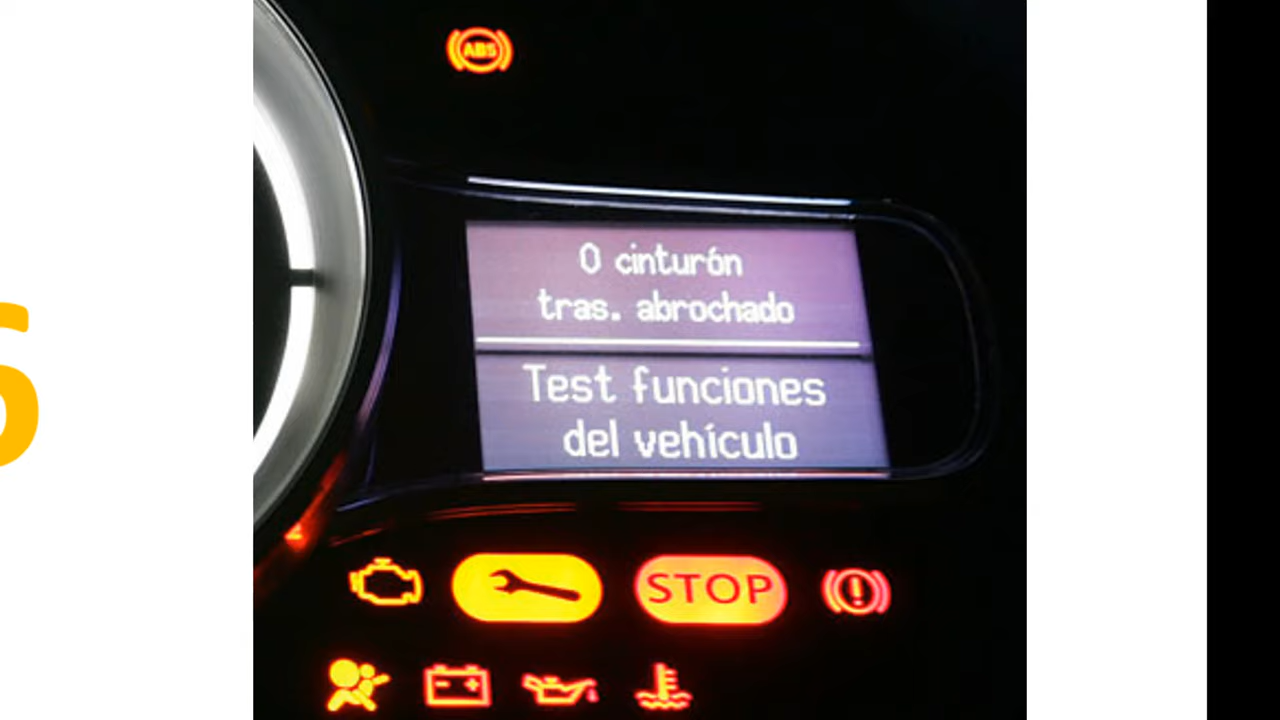 ABS
0 cinturón
tras. abrochado
Test funciones
del vehículo
STOP